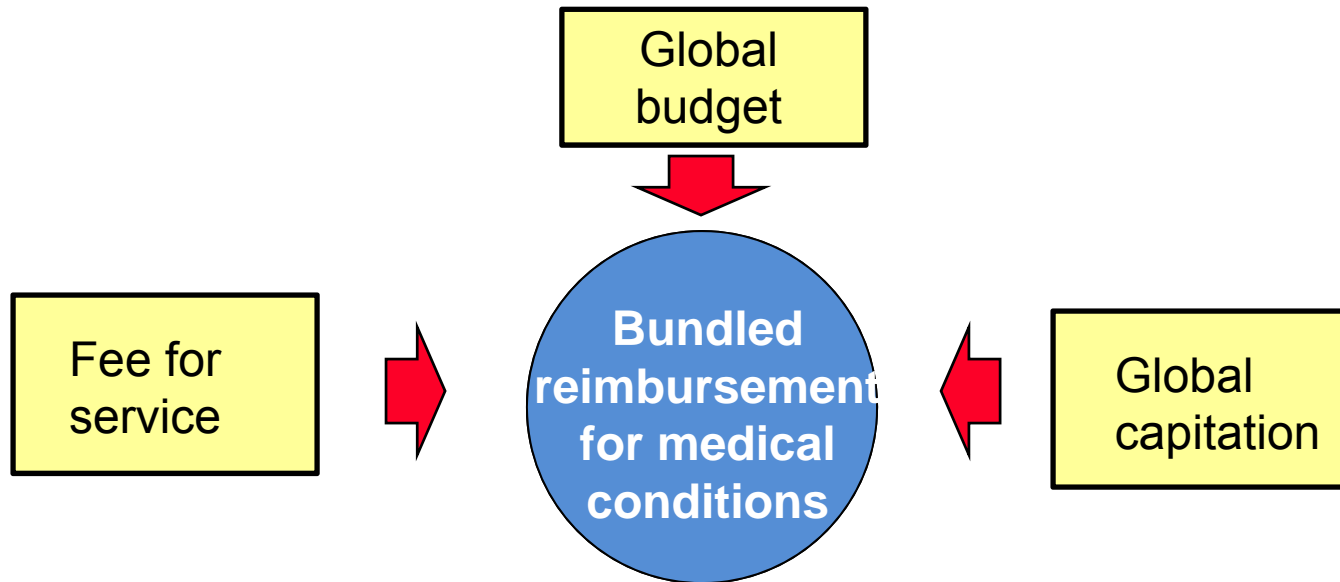 Global
budget
Fee for
service
Bundled
reimbursement
for medical
conditions
Global
capitation